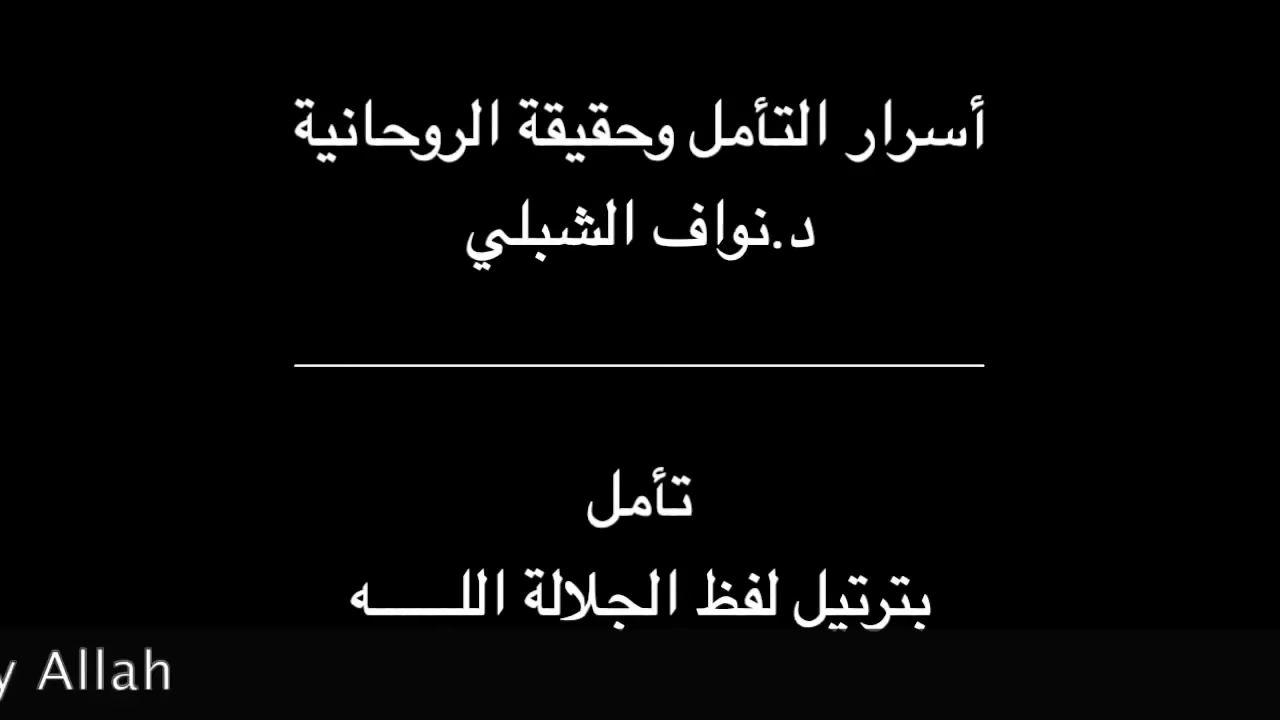 أسرار التأمل وحقيقة الروحانية
د.نواف الشبلي
تأمل
بترتيل لفظ الجلالة اللـــــه
y Allah